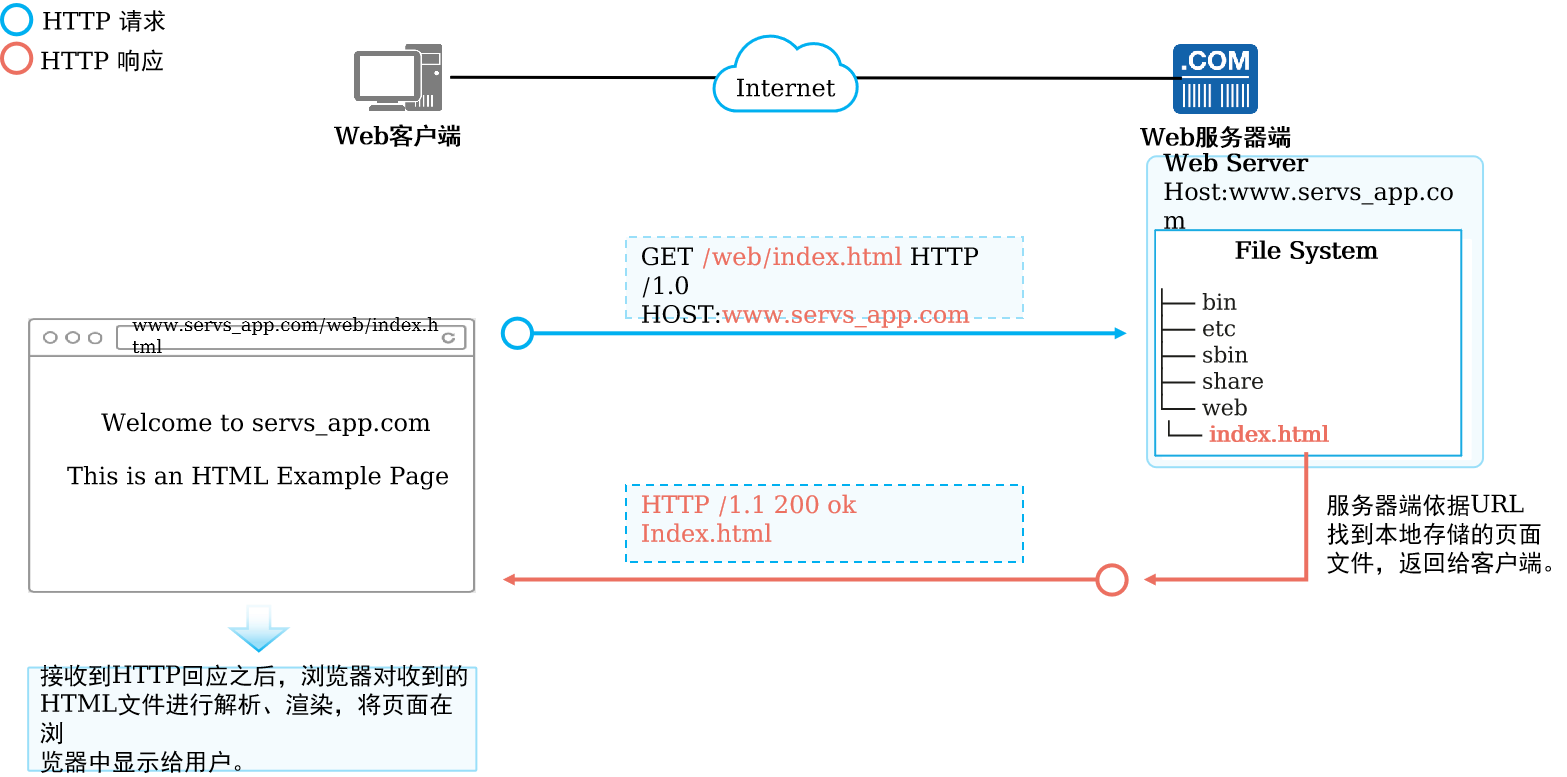 HTTP 请求
HTTP 响应
.COM
Internet
Web客户端
Web服务器端
Web Server
Host:www.servs_app.co
m
File System
bin
etc
sbin
share
web
index.html
GET /web/index.html HTTP
/1.0
HOST:www.servs_app.com
www.servs_app.com/web/index.h
tml
Welcome to servs_app.com
This is an HTML Example Page
HTTP /1.1 200 ok
Index.html
服务器端依据URL
找到本地存储的页面
文件，返回给客户端。
接收到HTTP回应之后，浏览器对收到的
HTML文件进行解析、渲染，将页面在
浏
览器中显示给用户。